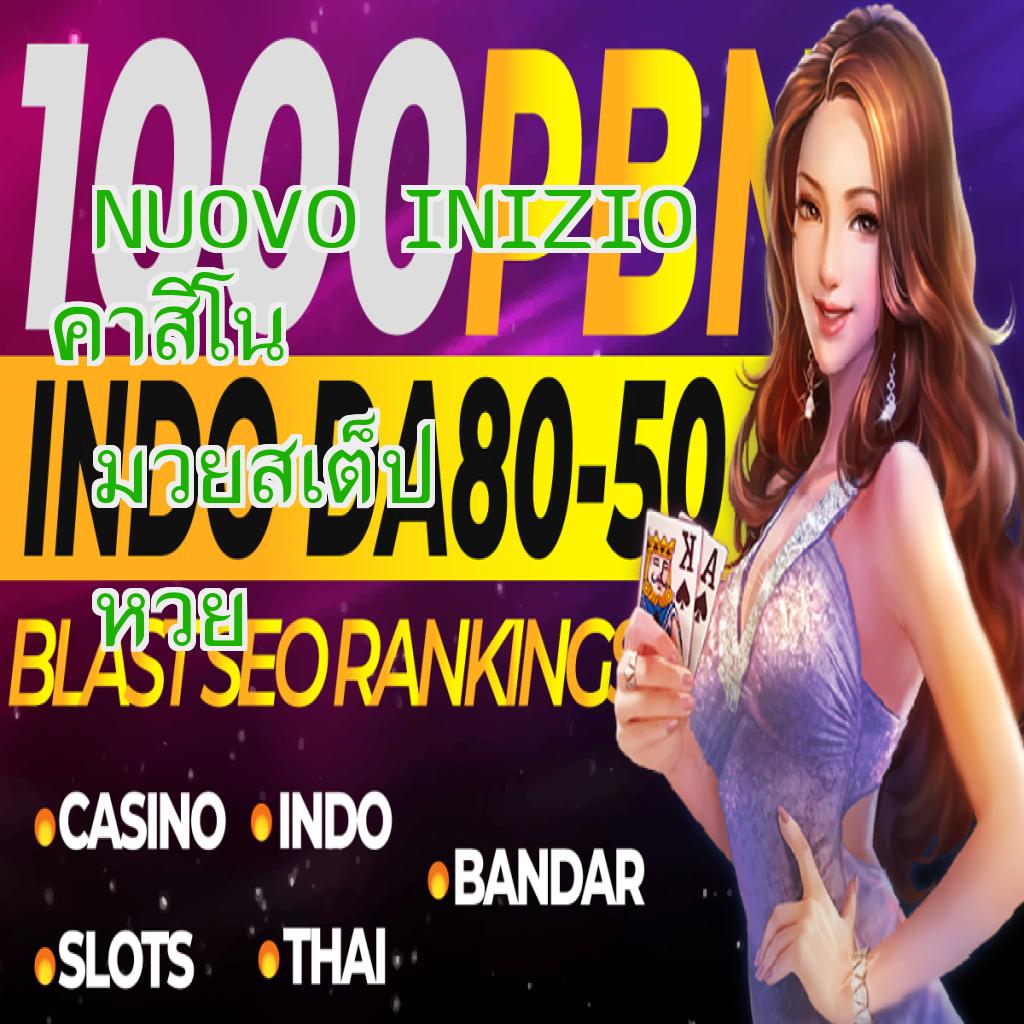 1000PBN
NUOVO INIZIO
คาสิโน
INDO DA80-50
มวยสเต็ป
หวย
BLAST SEO RANKINGS
CASINO
INDO
BANDAR
SLOTS
THAI
K
A